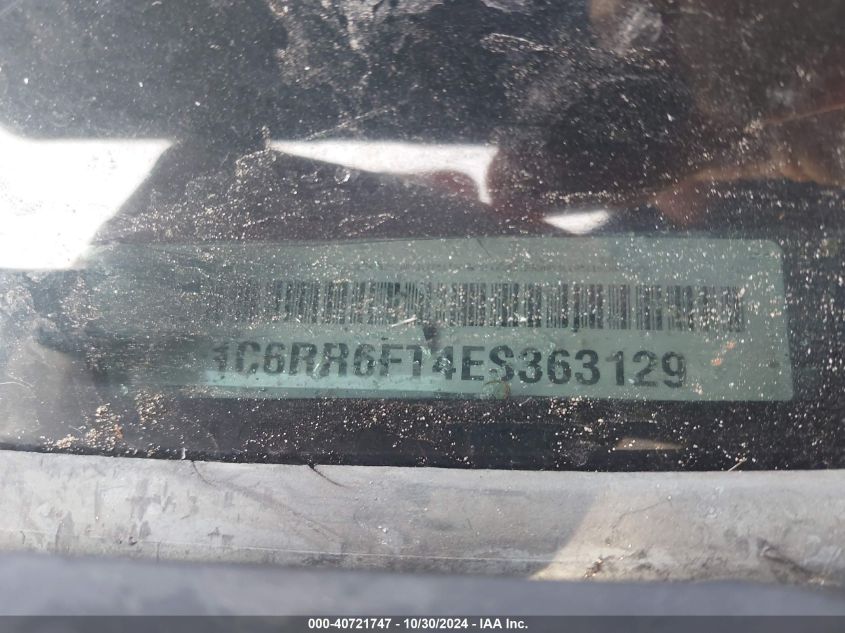 1C6RR6FT4ES363129
000-40721747 - 10/30/2024 - IAA Inc.